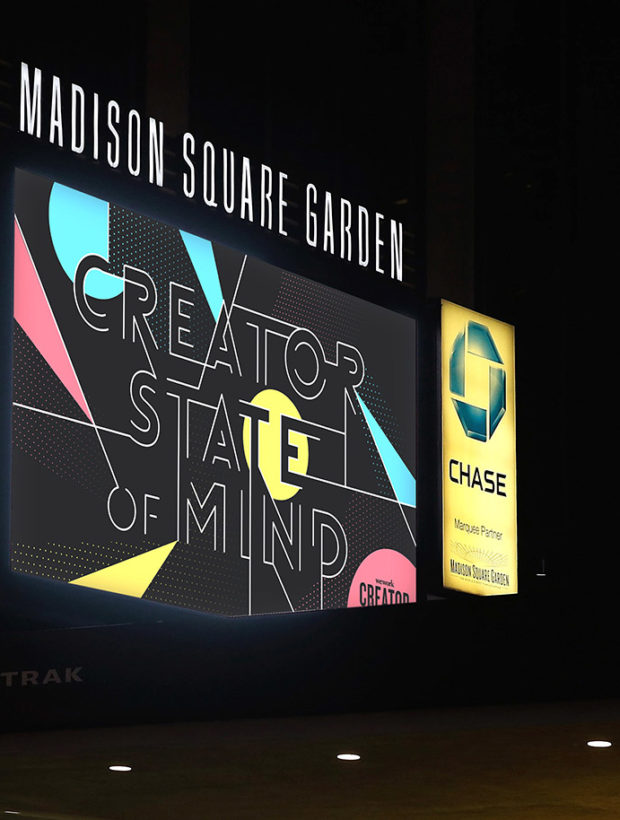 MADISON SQUARE GARDEN
CREATOR
STATE
OF MIND
wework
CREATOR
CHASE
Marquee Partner
MADISON SQUARE GARDEN
TRAK